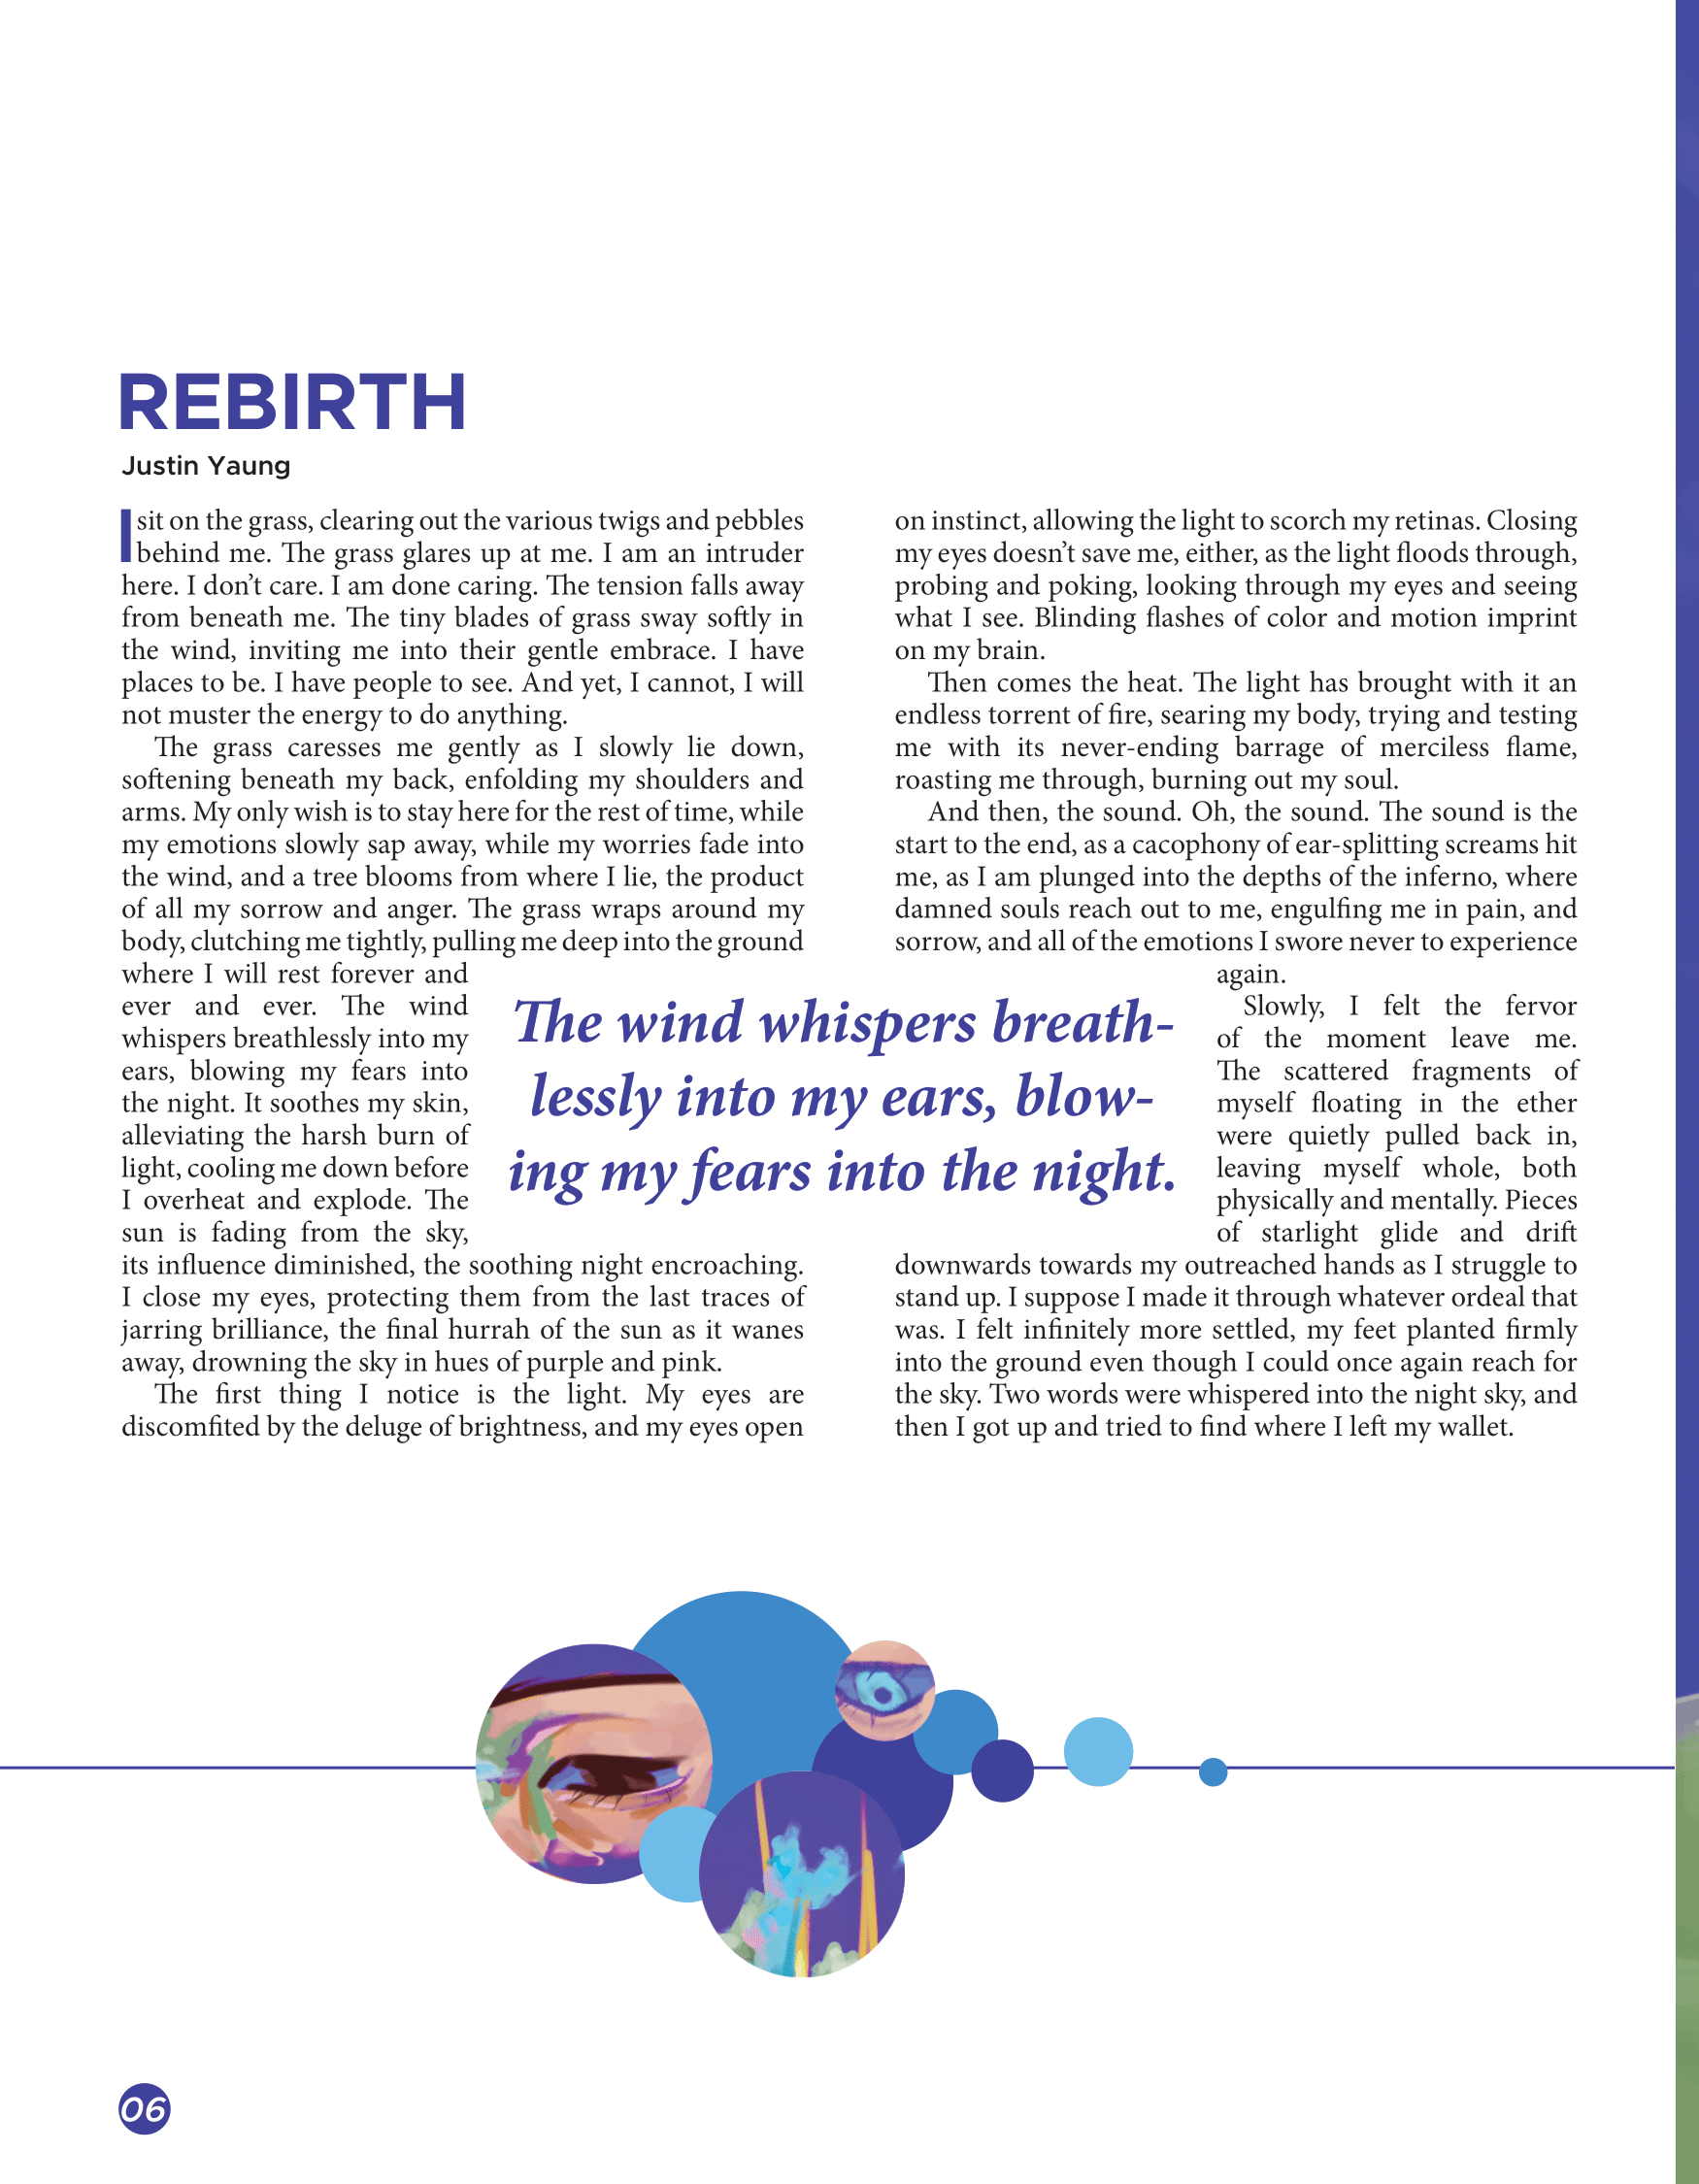 REBIRTH
Justin Yaung
I sit on the grass, clearing out the various twigs and pebbles
behind me. The grass glares up at me. I am an intruder
here. I don’t care. I am done caring. The tension falls away
from beneath me. The tiny blades of grass sway softly in
the wind, inviting me into their gentle embrace. I have
places to be. I have people to see. And yet, I cannot, I will
not muster the energy to do anything.
The grass caresses me gently as I slowly lie down,
softening beneath my back, enfolding my shoulders and
arms. My only wish is to stay here for the rest of time, while
my emotions slowly sap away, while my worries fade into
the wind, and a tree blooms from where I lie, the product
of all my sorrow and anger. The grass wraps around my
body, clutching me tightly, pulling me deep into the ground
where I will rest forever and
ever and ever. The wind
whispers breathlessly into my
ears, blowing my fears into
the night. It soothes my skin,
alleviating the harsh burn of
light, cooling me down before
I overheat and explode. The
sun is fading from the sky,
its influence diminished, the soothing night encroaching.
I close my eyes, protecting them from the last traces of
jarring brilliance, the final hurrah of the sun as it wanes
away, drowning the sky in hues of purple and pink.
The first thing I notice is the light. My eyes are
discomfited by the deluge of brightness, and my eyes open
on instinct, allowing the light to scorch my retinas. Closing
my eyes doesn’t save me, either, as the light floods through,
probing and poking, looking through my eyes and seeing
what I see. Blinding flashes of color and motion imprint
on my brain.
Then comes the heat. The light has brought with it an
endless torrent of fire, searing my body, trying and testing
me with its never-ending barrage of merciless flame,
roasting me through, burning out my soul.
And then, the sound. Oh, the sound. The sound is the
start to the end, as a cacophony of ear-splitting screams hit
me, as I am plunged into the depths of the inferno, where
damned souls reach out to me, engulfing me in pain, and
sorrow, and all of the emotions I swore never to experience
again.
Slowly, I felt the fervor
of the moment leave me.
The scattered fragments of
myself floating in the ether
were quietly pulled back in,
leaving myself whole, both
physically and mentally. Pieces
of starlight glide and drift
downwards towards my outreached hands as I struggle to
stand up. I suppose I made it through whatever ordeal that
was. I felt infinitely more settled, my feet planted firmly
into the ground even though I could once again reach for
the sky. Two words were whispered into the night sky, and
then I got up and tried to find where I left my wallet.
The wind whispers breath-
lessly into my ears, blow-
ing my fears into the night.
06